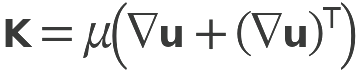 𝐊 = μ(∇𝐮 + (∇𝐮)ᵀ)